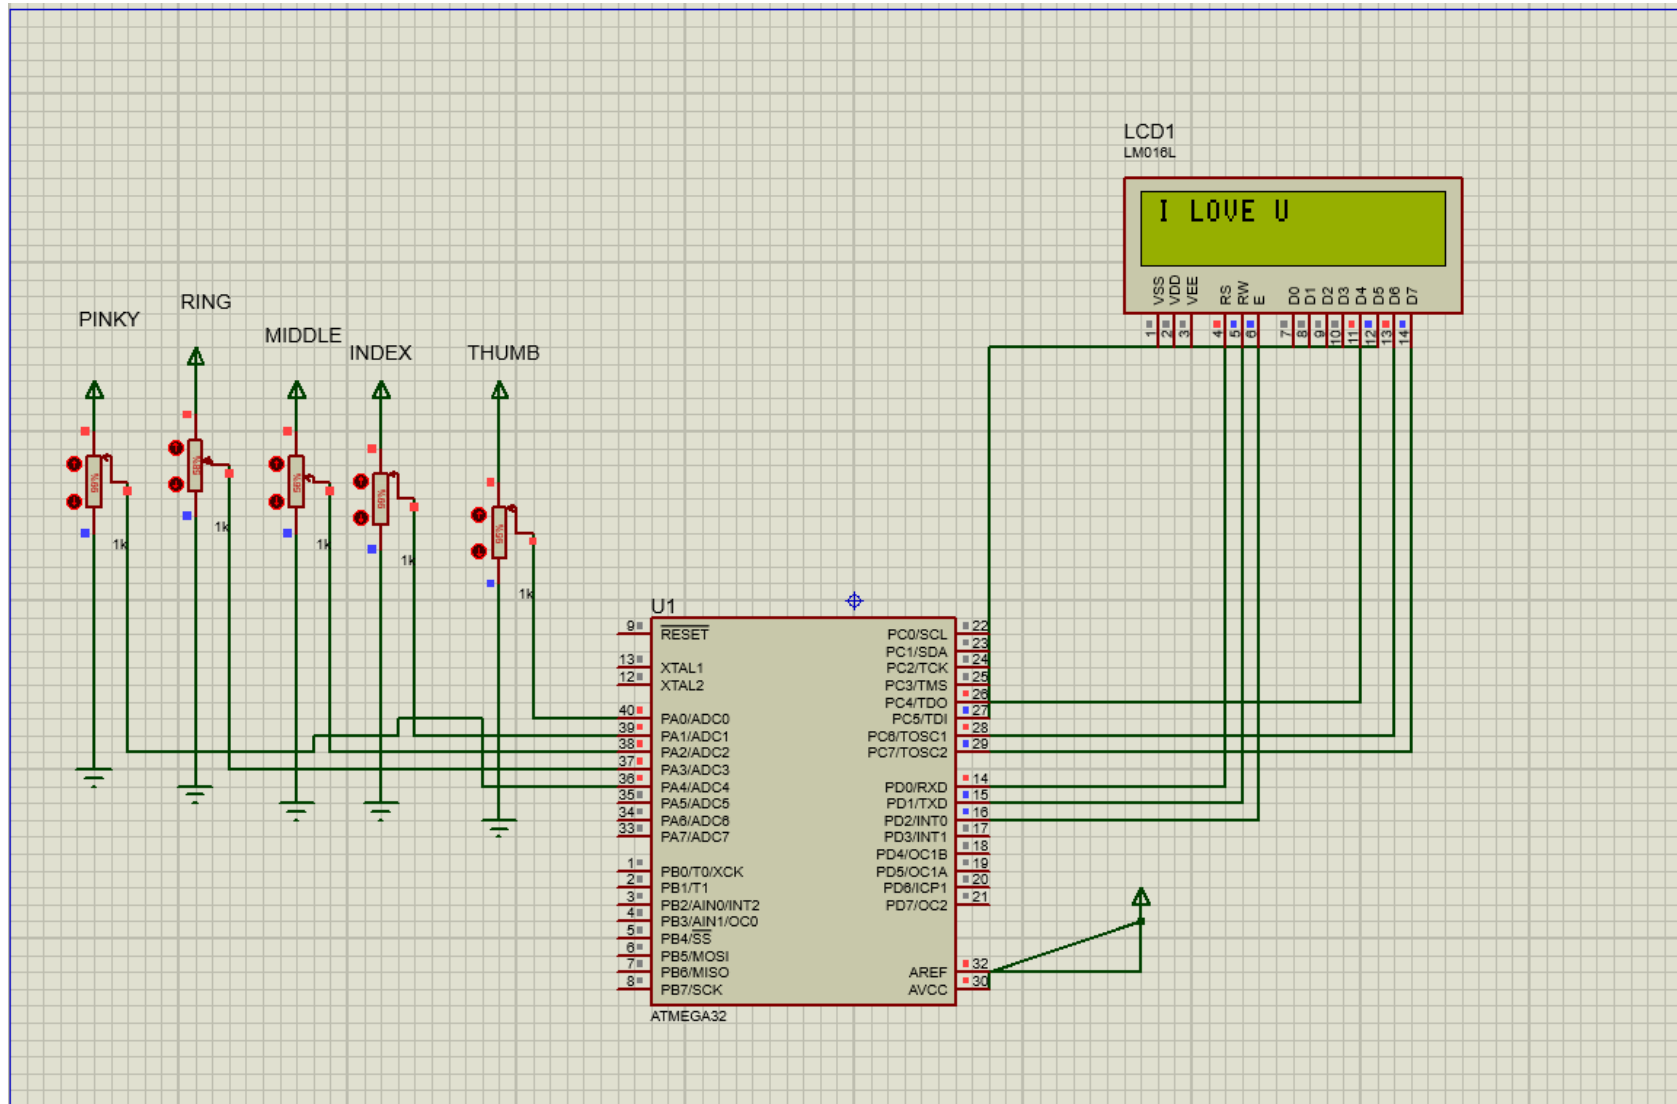 LCD1
LM016L
I LOVE U
VSS
VDD
VEE
RS
RW
E
D0
D1
D2
D3
D4
D5
D6
D7
1
2
3
4
5
6
7
8
9
10
11
12
13
14
PINKY
RING
MIDDLE
INDEX
THUMB
99%
1k
1k
1k
99%
1k
1k
U1
9 RESET
13 XTAL1
12 XTAL2
40 PA0/ADC0
39 PA1/ADC1
38 PA2/ADC2
37 PA3/ADC3
36 PA4/ADC4
35 PA5/ADC5
34 PA6/ADC6
33 PA7/ADC7
1 PB0/T0/XCK
2 PB1/T1
3 PB2/AIN0/INT2
4 PB3/AIN1/OC0
5 PB4/SS
6 PB5/MOSI
7 PB6/MISO
8 PB7/SCK
PC0/SCL 22
PC1/SDA 23
PC2/TCK 24
PC3/TMS 25
PC4/TDO 26
PC5/TDI 27
PC6/TOSC1 28
PC7/TOSC2 29
PD0/RXD 14
PD1/TXD 15
PD2/INT0 16
PD3/INT1 17
PD4/OC1B 18
PD5/OC1A 19
PD6/ICP1 20
PD7/OC2 21
AREF 32
AVCC 30
ATMEGA32